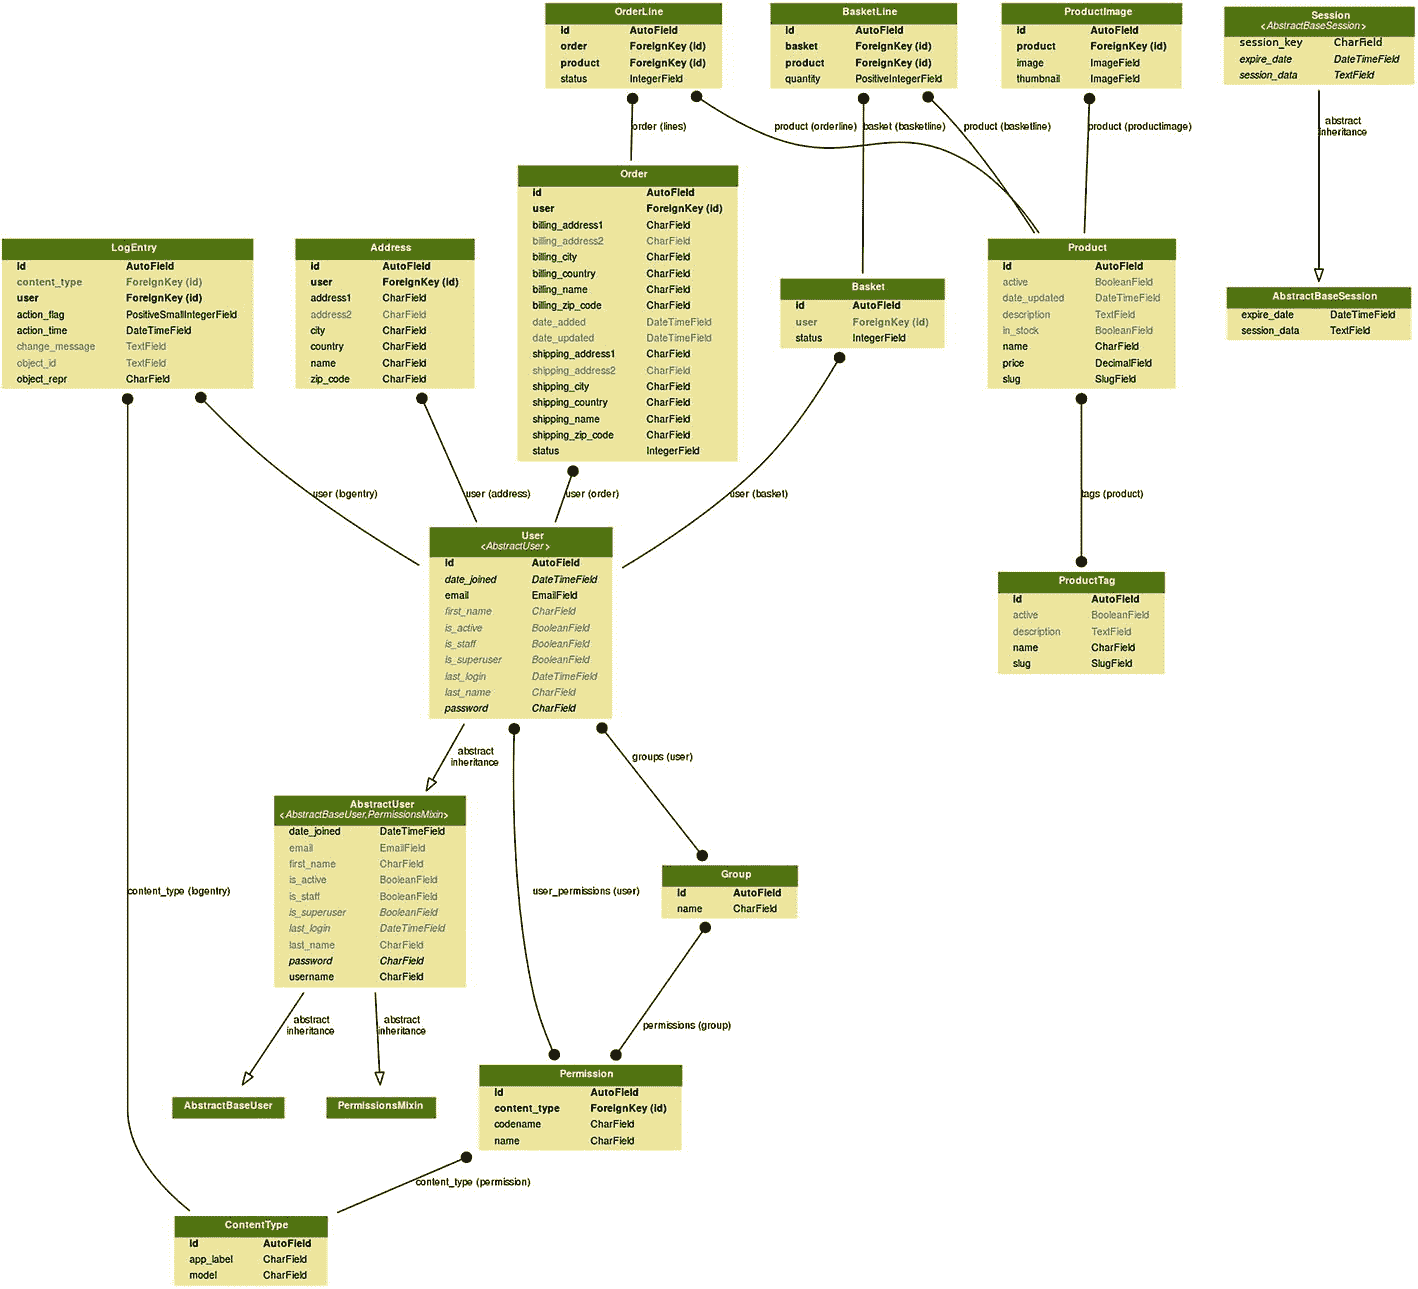 OrderLine
id AutoField
order ForeignKey (id)
product ForeignKey (id)
status IntegerField
BasketLine
id AutoField
basket ForeignKey (id)
product ForeignKey (id)
quantity PositiveIntegerField
ProductImage
id AutoField
product ForeignKey (id)
image ImageField
thumbnail ImageField
Session
<AbstractBaseSession>
session_key CharField
expire_date DateTimeField
session_data TextField
order (lines)
product (orderline)
basket (basketline)
product (basketline)
product (productimage)
abstract
inheritance
LogEntry
id AutoField
content_type ForeignKey (id)
user ForeignKey (id)
action_flag PositiveSmallIntegerField
action_time DateTimeField
change_message TextField
object_id TextField
object_repr CharField
Address
id AutoField
user ForeignKey (id)
address1 CharField
address2 CharField
city CharField
country CharField
name CharField
zip_code CharField
Order
id AutoField
user ForeignKey (id)
billing_address1 CharField
billing_address2 CharField
billing_city CharField
billing_country CharField
billing_name CharField
billing_zip_code CharField
date_added DateTimeField
date_updated DateTimeField
shipping_address1 CharField
shipping_address2 CharField
shipping_city CharField
shipping_country CharField
shipping_name CharField
shipping_zip_code CharField
status IntegerField
Basket
id AutoField
user ForeignKey (id)
status IntegerField
Product
id AutoField
active BooleanField
date_updated DateTimeField
description TextField
in_stock BooleanField
name CharField
price DecimalField
slug SlugField
AbstractBaseSession
expire_date DateTimeField
session_data TextField
user (logentry)
user (address)
user (order)
user (basket)
tags (product)
User
<AbstractUser>
id AutoField
date_joined DateTimeField
email EmailField
first_name CharField
is_active BooleanField
is_staff BooleanField
is_superuser BooleanField
last_login DateTimeField
last_name CharField
password CharField
ProductTag
id AutoField
active BooleanField
description TextField
name CharField
slug SlugField
abstract
inheritance
groups (user)
AbstractUser
<AbstractBaseUser,PermissionsMixin>
date_joined DateTimeField
email EmailField
first_name CharField
is_active BooleanField
is_staff BooleanField
is_superuser BooleanField
last_login DateTimeField
last_name CharField
password CharField
username CharField
content_type (logentry)
user_permissions (user)
Group
id AutoField
name CharField
abstract
inheritance
abstract
inheritance
permissions (group)
AbstractBaseUser
PermissionsMixin
Permission
id AutoField
content_type ForeignKey (id)
codename CharField
name CharField
content_type (permission)
ContentType
id AutoField
app_label CharField
model CharField